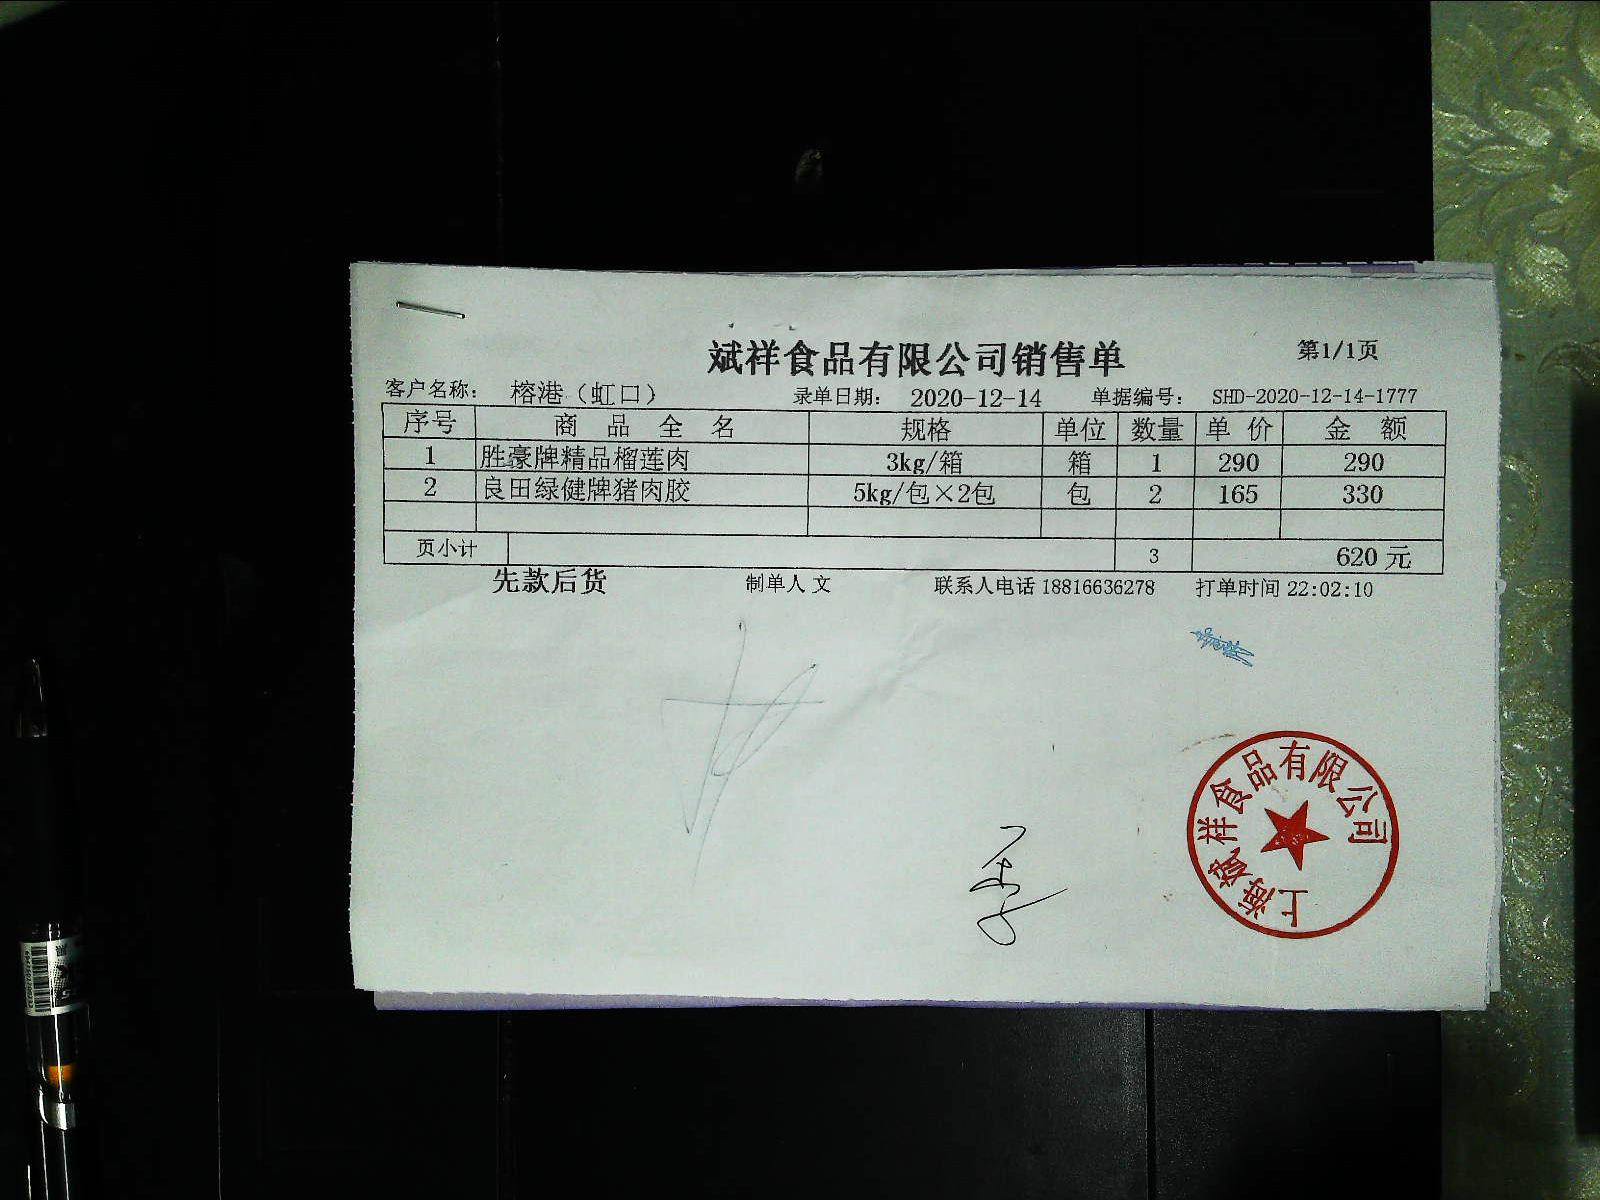 斌祥食品有限公司销售单
第1/1页
客户名称： 榕港（虹口） 录单日期： 2020-12-14 单据编号： SHD-2020-12-14-1777
序号 商品全名 规格 单位 数量 单价 金额
1 胜豪牌精品榴莲肉 3kg/箱 箱 1 290 290
2 良田绿健牌猪肉胶 5kg/包×2包 包 2 165 330
页小计 3 620 元
先款后货 制单人 文 联系人电话 18816636278 打单时间 22:02:10
上海斌祥食品有限公司